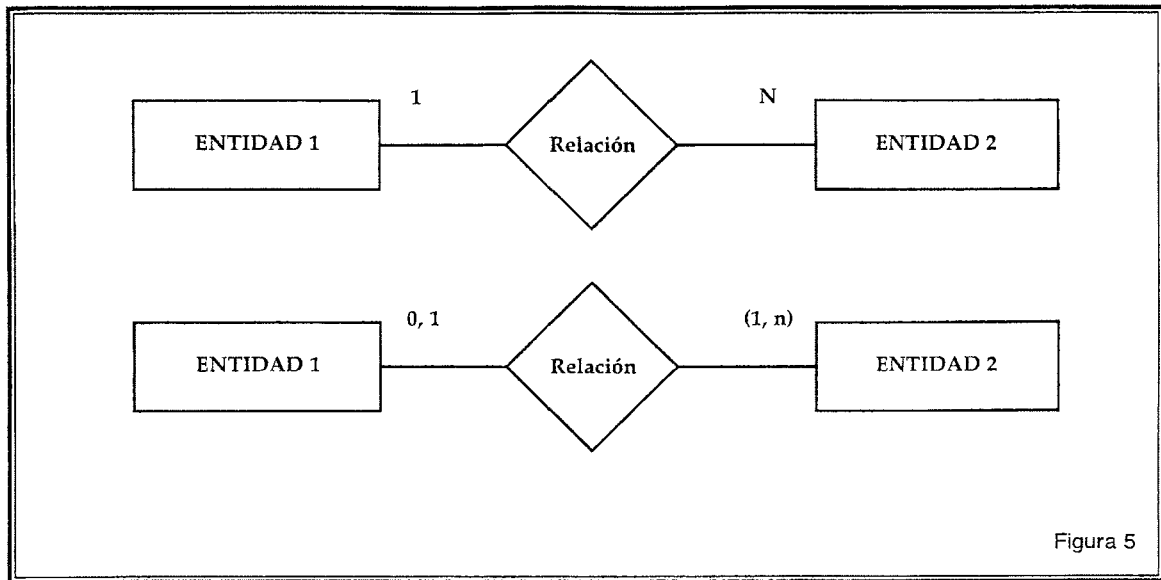 1 N
ENTIDAD 1 Relación ENTIDAD 2
0, 1 (1, n)
ENTIDAD 1 Relación ENTIDAD 2
Figura 5